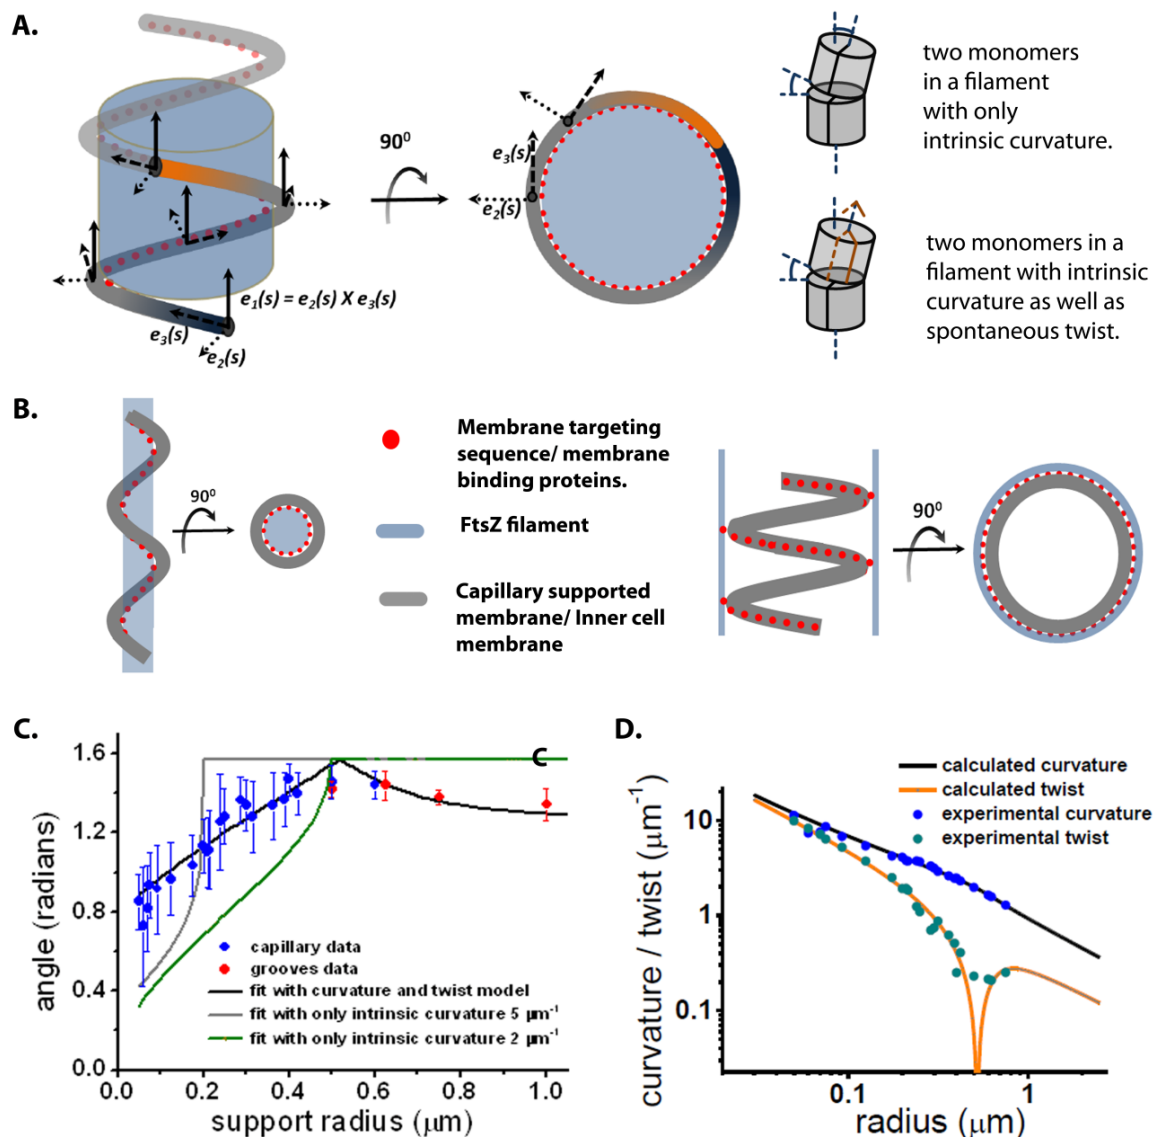 A.
90⁰
e₁(s) = e₂(s) X e₃(s)
e₃(s)
e₂(s)
e₃(s)
e₂(s)
two monomers
in a filament
with only
intrinsic curvature.
two monomers in a
filament with intrinsic
curvature as well as
spontaneous twist.
B.
90⁰
Membrane targeting
sequence/ membrane
binding proteins.
FtsZ filament
Capillary supported
membrane/ Inner cell
membrane
90⁰
C.
C
angle (radians)
1.6
1.2
0.8
0.4
0.0
capillary data
grooves data
fit with curvature and twist model
fit with only intrinsic curvature 5 μm⁻¹
fit with only intrinsic curvature 2 μm⁻¹
0.0 0.2 0.4 0.6 0.8 1.0
support radius (μm)
D.
curvature / twist (μm⁻¹)
10
1
0.1
calculated curvature
calculated twist
experimental curvature
experimental twist
0.1 1
radius (μm)